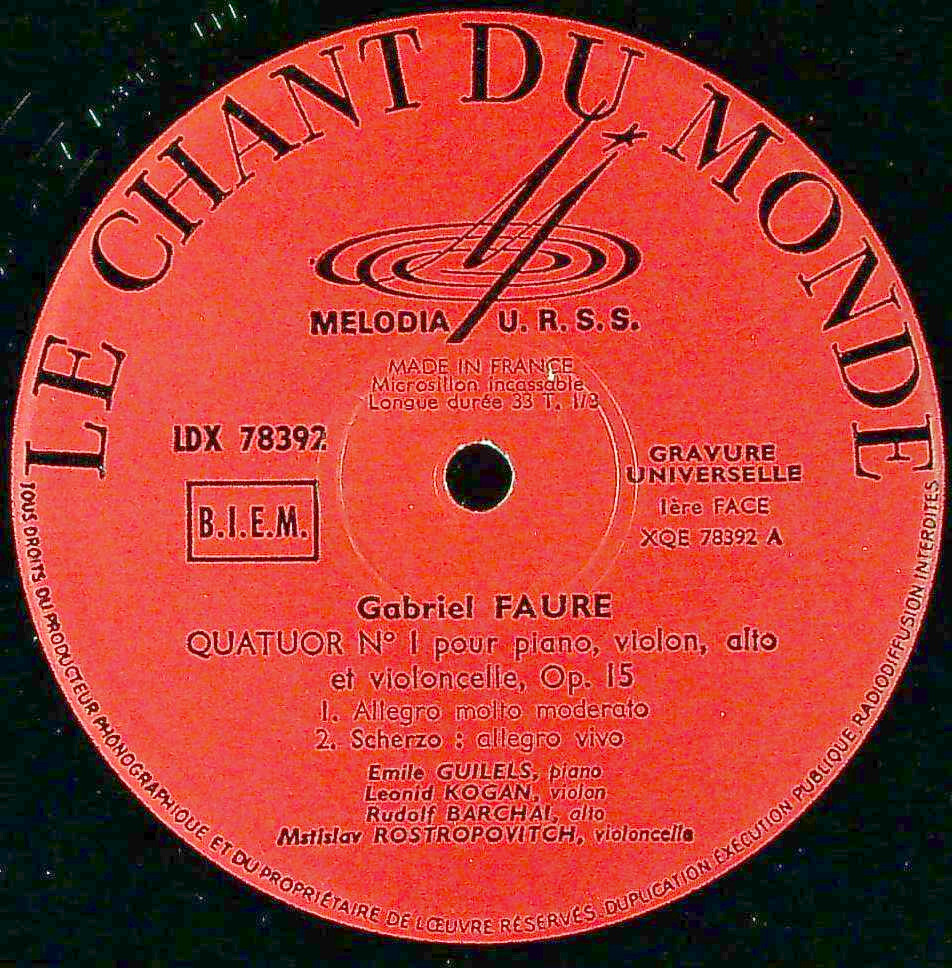 LE CHANT DU MONDE
MELODIA U. R. S. S.
MADE IN FRANCE
Microsillon incassable
Longue durée 33 T. 1/3
LDX 78392
B.I.E.M.
GRAVURE
UNIVERSELLE
1ère FACE
XQE 78392 A
Gabriel FAURE
QUATUOR Nº 1 pour piano, violon, alto
et violoncelle, Op. 15
1. Allegro molto moderato
2. Scherzo : allegro vivo
Emile GUILELS, piano
Leonid KOGAN, violon
Rudolf BARCHAI, alto
Mstislav ROSTROPOVITCH, violoncelle
TOUS DROITS DU PRODUCTEUR PHONOGRAPHIQUE ET DU PROPRIÉTAIRE DE L'ŒUVRE RÉSERVÉS. DUPLICATION EXÉCUTION PUBLIQUE, RADIODIFFUSION INTERDITES